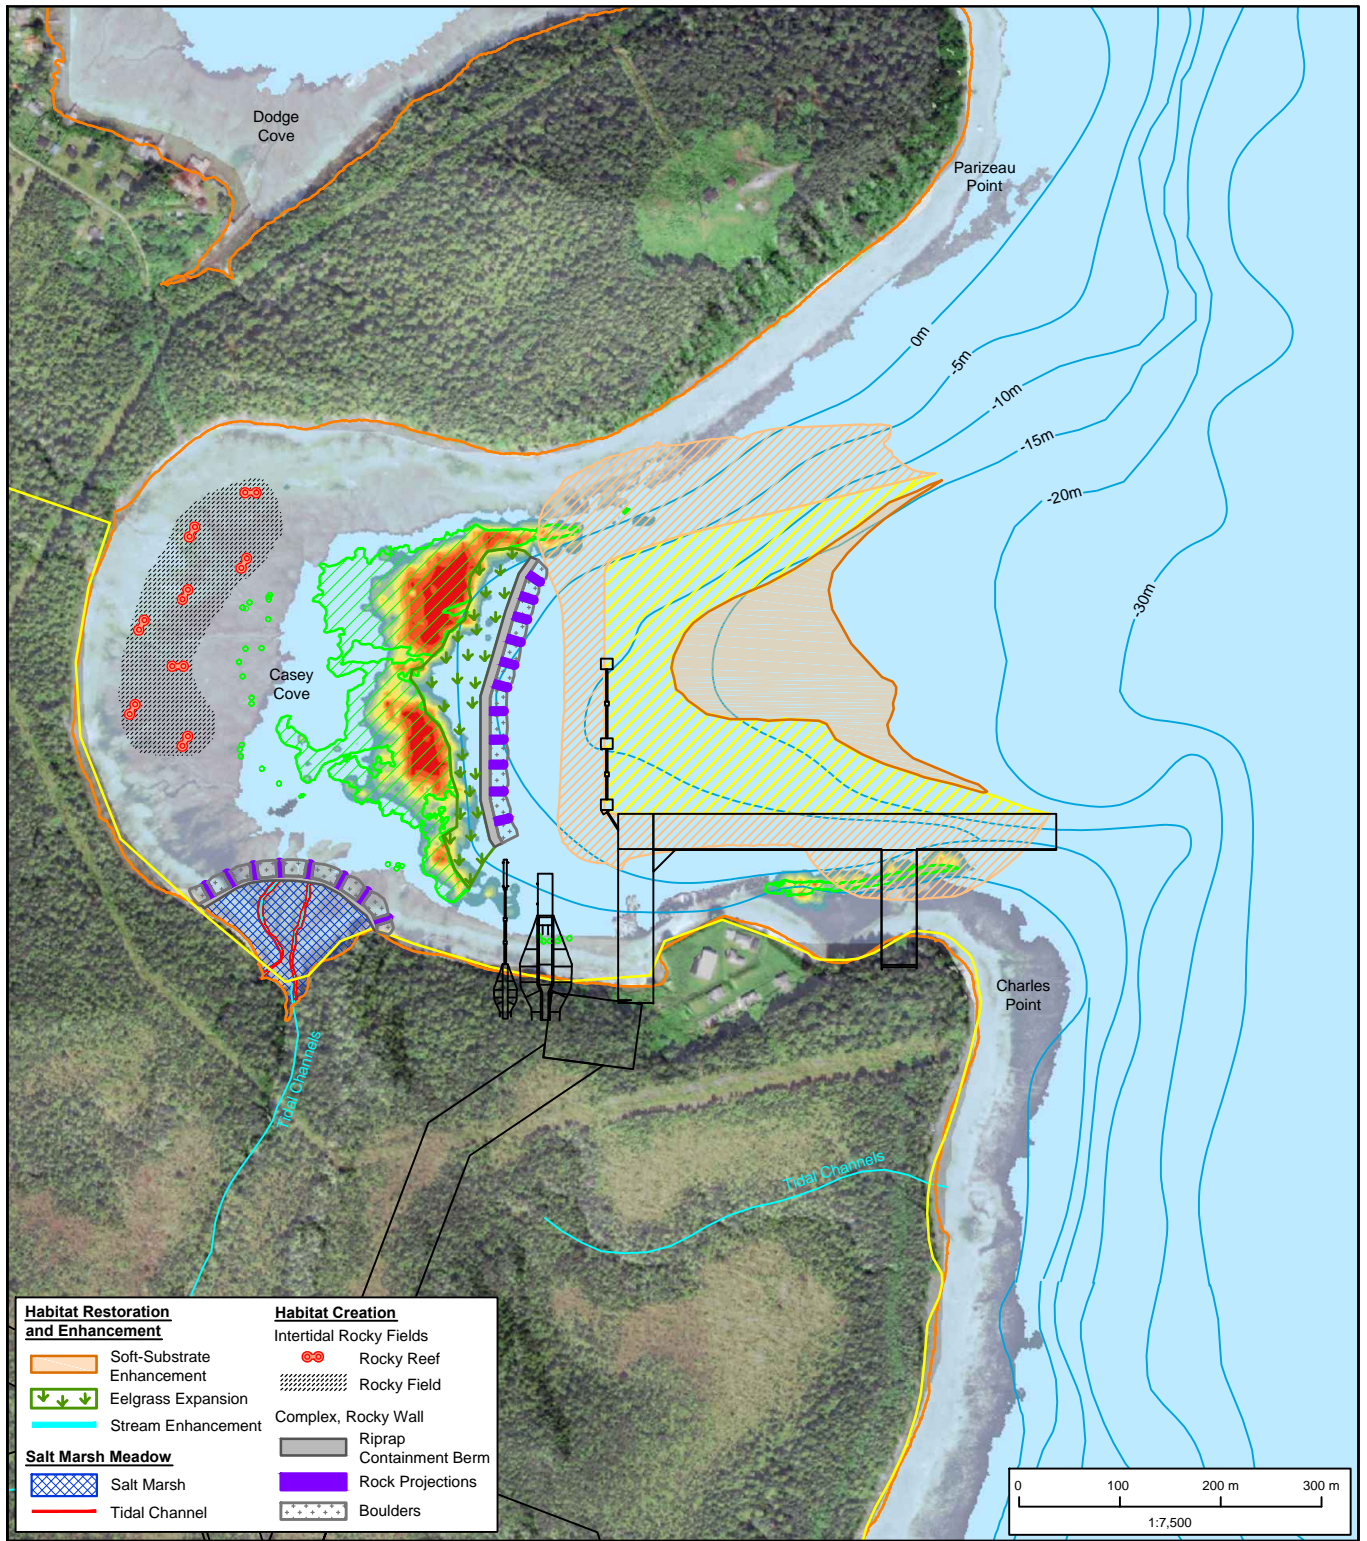 Dodge
Cove
Parizeau
Point
0m
-5m
-10m
-15m
-20m
-30m
Casey
Cove
Charles
Point
Tidal Channels
Tidal Channels
Habitat Restoration
and Enhancement
Soft-Substrate
Enhancement
Eelgrass Expansion
Stream Enhancement
Salt Marsh Meadow
Salt Marsh
Tidal Channel
Habitat Creation
Intertidal Rocky Fields
Rocky Reef
Rocky Field
Complex, Rocky Wall
Riprap
Containment Berm
Rock Projections
Boulders
0 100 200 m 300 m
1:7,500